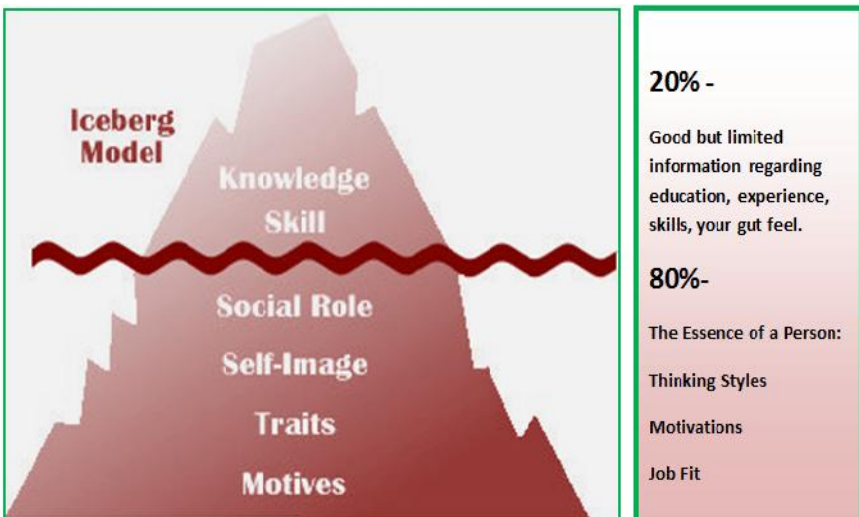 Iceberg
Model
Knowledge
Skill
Social Role
Self-Image
Traits
Motives
20% -
Good but limited
information regarding
education, experience,
skills, your gut feel.
80%-
The Essence of a Person:
Thinking Styles
Motivations
Job Fit